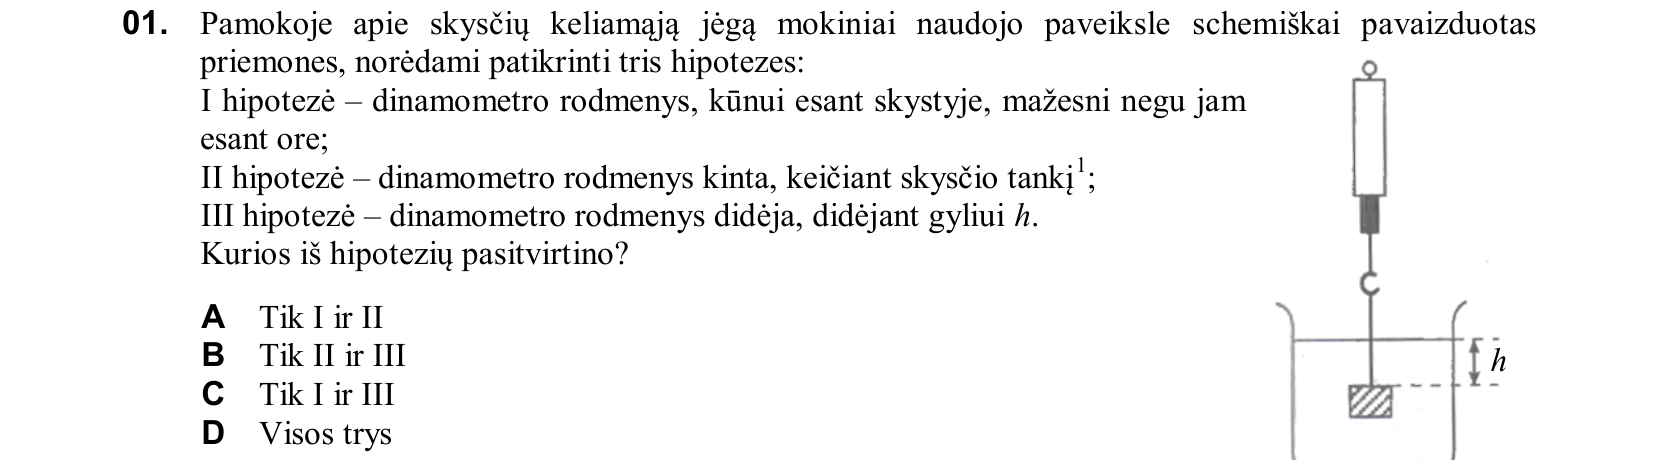 01. Pamokoje apie skysčių keliamąją jėgą mokiniai naudojo paveiksle schemiškai pavaizduotas
priemones, norėdami patikrinti tris hipotezes:
I hipotezė – dinamometro rodmenys, kūnui esant skystyje, mažesni negu jam
esant ore;
II hipotezė – dinamometro rodmenys kinta, keičiant skysčio tankį¹;
III hipotezė – dinamometro rodmenys didėja, didėjant gyliui h.
Kurios iš hipotezių pasitvirtino?
A Tik I ir II
B Tik II ir III
C Tik I ir III
D Visos trys
h